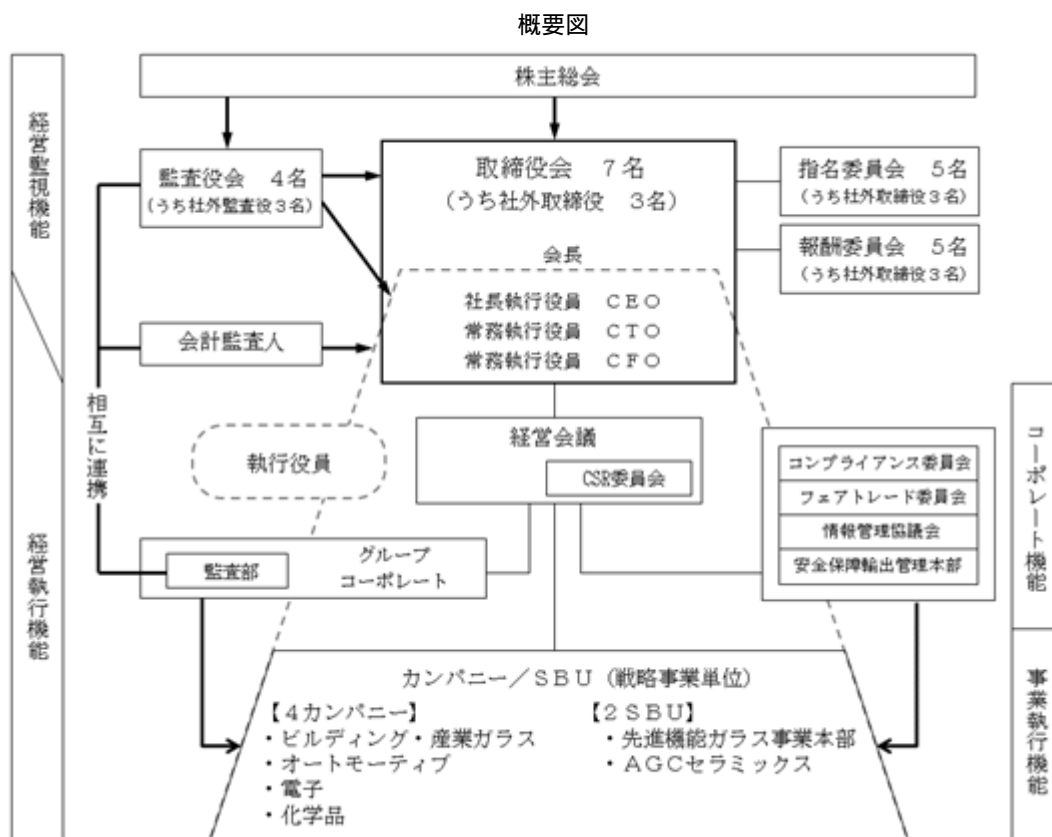 概要図
株主総会
経営監視機能
監査役会　４名
（うち社外監査役３名）
取締役会　７名
（うち社外取締役　３名）
指名委員会　５名
（うち社外取締役３名）
報酬委員会　５名
（うち社外取締役３名）
会長
社長執行役員　ＣＥＯ
常務執行役員　ＣＴＯ
常務執行役員　ＣＦＯ
会計監査人
相互に連携
執行役員
経営会議
CSR委員会
コンプライアンス委員会
フェアトレード委員会
情報管理協議会
安全保障輸出管理本部
コーポレート機能
経営執行機能
監査部
グループ
コーポレート
カンパニー／ＳＢＵ（戦略事業単位）
【４カンパニー】
・ビルディング・産業ガラス
・オートモーティブ
・電子
・化学品
【２ＳＢＵ】
・先進機能ガラス事業本部
・ＡＧＣセラミックス
事業執行機能